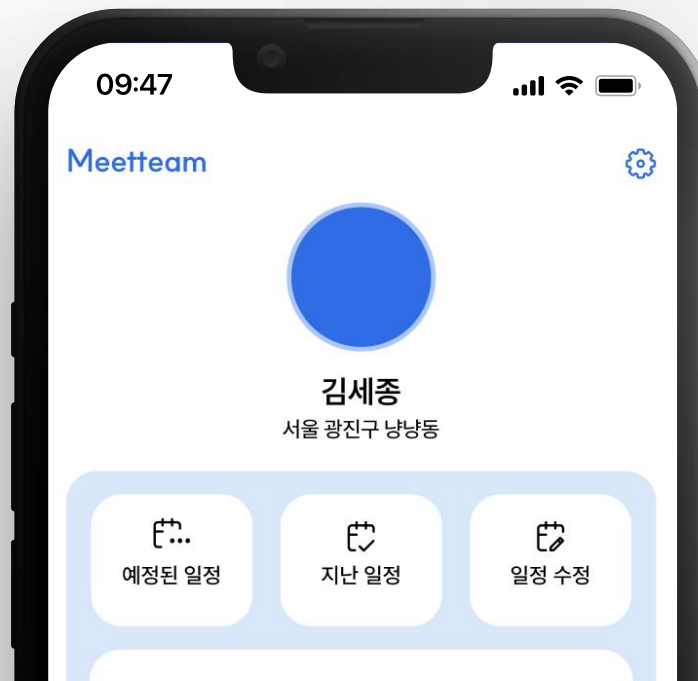 09:47
Meetteam
김세종
서울 광진구 냥냥동
예정된 일정
지난 일정
일정 수정